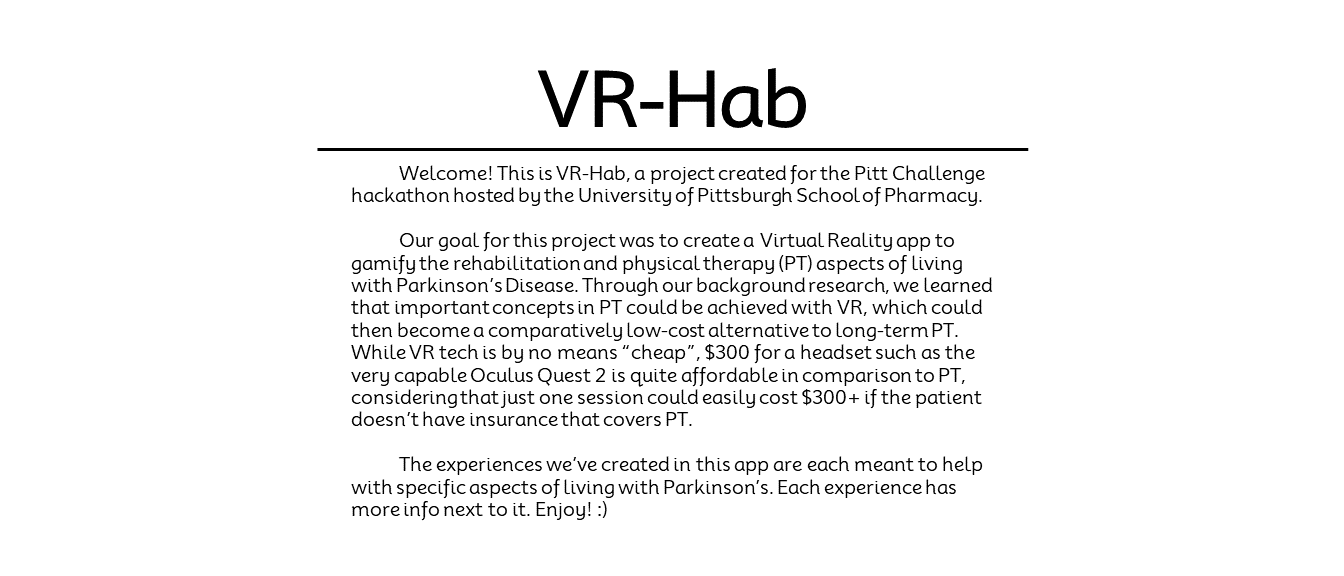 VR-Hab
Welcome! This is VR-Hab, a project created for the Pitt Challenge
hackathon hosted by the University of Pittsburgh School of Pharmacy.
Our goal for this project was to create a Virtual Reality app to
gamify the rehabilitation and physical therapy (PT) aspects of living
with Parkinson’s Disease. Through our background research, we learned
that important concepts in PT could be achieved with VR, which could
then become a comparatively low-cost alternative to long-term PT.
While VR tech is by no means “cheap”, $300 for a headset such as the
very capable Oculus Quest 2 is quite affordable in comparison to PT,
considering that just one session could easily cost $300+ if the patient
doesn’t have insurance that covers PT.
The experiences we’ve created in this app are each meant to help
with specific aspects of living with Parkinson’s. Each experience has
more info next to it. Enjoy! :)